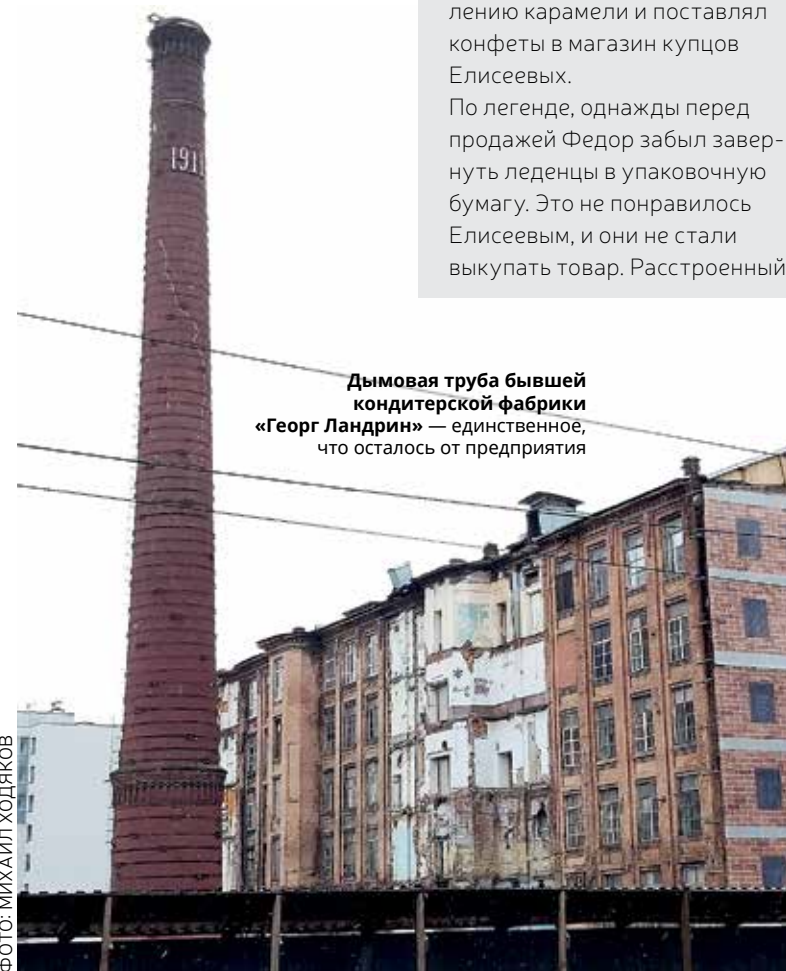 лению карамели и поставлял
конфеты в магазин купцов
Елисеевых.
По легенде, однажды перед
продажей Федор забыл завер-
нуть леденцы в упаковочную
бумагу. Это не понравилось
Елисеевым, и они не стали
выкупать товар. Расстроенный
1911
Дымовая труба бывшей
кондитерской фабрики
«Георг Ландрин» — единственное,
что осталось от предприятия
ФОТО: МИХАИЛ ХОДЯКОВ